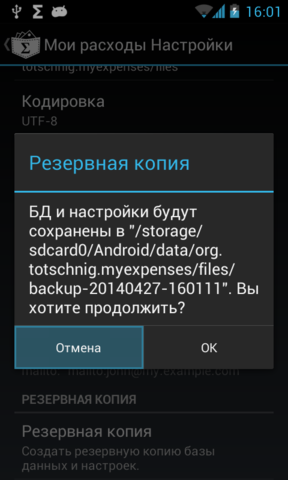 16:01
Мои расходы Настройки
totschnig.myexpenses/files
Кодировка
UTF-8
Резервная копия
БД и настройки будут
сохранены в "/storage/
sdcard0/Android/data/org.
totschnig.myexpenses/files/
backup-20140427-160111". Вы
хотите продолжить?
Отмена
OK
mailto: "mailto:john@my.example.com"
РЕЗЕРВНАЯ КОПИЯ
Резервная копия
Создать резервную копию базы
данных и настроек.